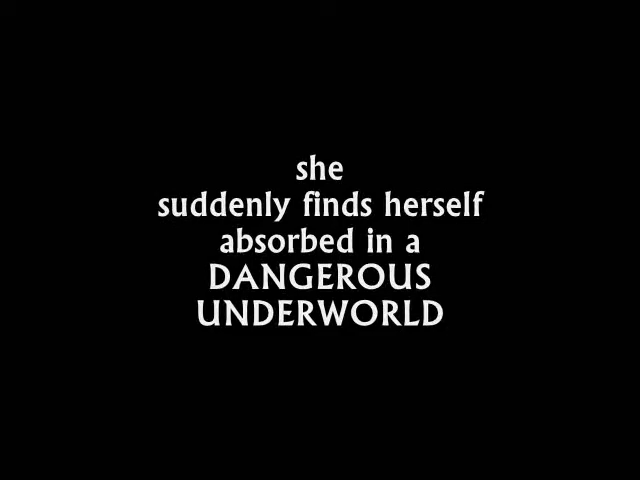 she
suddenly finds herself
absorbed in a
DANGEROUS
UNDERWORLD